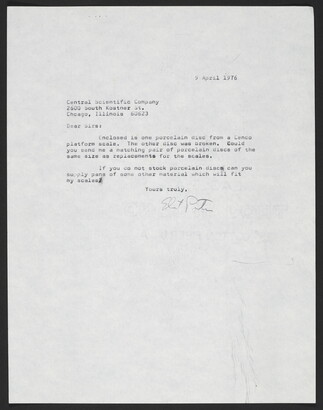 8 April 1976
Central Scientific Company
2600 South Kostner St.
Chcago, Illinois 60623
Dear Sirs:
Enclosed is one porcelain disc from a Cenco
platform scale. The other disc was broken. Could
you send me a matching pair of porcelain discs of the
same size as replacements for the scales.
If you do not stock porcelain discs can you
supply pans of some other material which will fit
my scales
Yours truly,